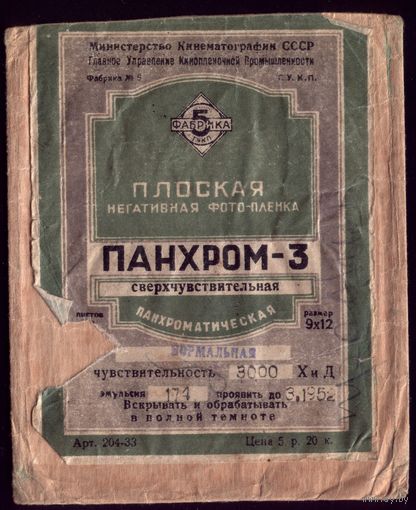 Министерство Кинематографии СССР
Главное Управление Кинопленочной Промышленности
Фабрика № 5 Г.У.К.П.
5
ФАБРИКА
ГУКП
ПЛОСКАЯ
НЕГАТИВНАЯ ФОТО-ПЛЕНКА
ПАНХРОМ-3
сверхчувствительная
листов размер
ПАНХРОМАТИЧЕСКАЯ 9х12
НОРМАЛЬНАЯ
чувствительность 3000 Х и Д
эмульсия 174 проявить до 3.1952
Вскрывать и обрабатывать
в полной темноте
Арт. 204-33 Цена 5 р. 20 к.